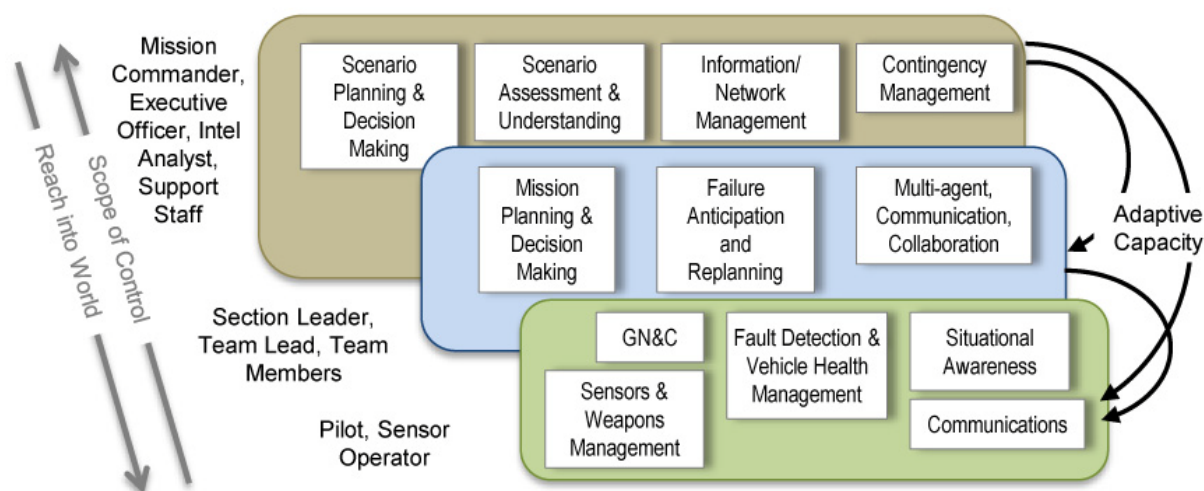 Mission
Commander,
Executive
Officer, Intel
Analyst,
Support
Staff
Reach into World
Scope of Control
Scenario
Planning &
Decision
Making
Scenario
Assessment &
Understanding
Information/
Network
Management
Contingency
Management
Mission
Planning &
Decision
Making
Failure
Anticipation
and
Replanning
Multi-agent,
Communication,
Collaboration
Adaptive
Capacity
Section Leader,
Team Lead, Team
Members
GN&C
Fault Detection &
Vehicle Health
Management
Situational
Awareness
Sensors &
Weapons
Management
Communications
Pilot, Sensor
Operator